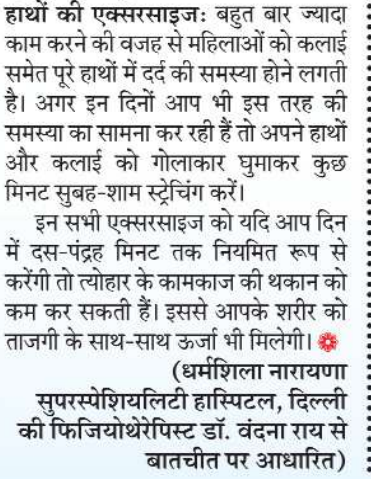 हाथों की एक्सरसाइज: बहुत बार ज्यादा
काम करने की वजह से महिलाओं को कलाई
समेत पूरे हाथों में दर्द की समस्या होने लगती
है। अगर इन दिनों आप भी इस तरह की
समस्या का सामना कर रही हैं तो अपने हाथों
और कलाई को गोलाकार घुमाकर कुछ
मिनट सुबह-शाम स्ट्रेचिंग करें।
इन सभी एक्सरसाइज को यदि आप दिन
में दस-पंद्रह मिनट तक नियमित रूप से
करेंगी तो त्योहार के कामकाज की थकान को
कम कर सकती हैं। इससे आपके शरीर को
ताजगी के साथ-साथ ऊर्जा भी मिलेगी।
(धर्मशिला नारायणा
सुपरस्पेशियलिटी हास्पिटल, दिल्ली
की फिजियोथेरेपिस्ट डॉ. वंदना राय से
बातचीत पर आधारित)